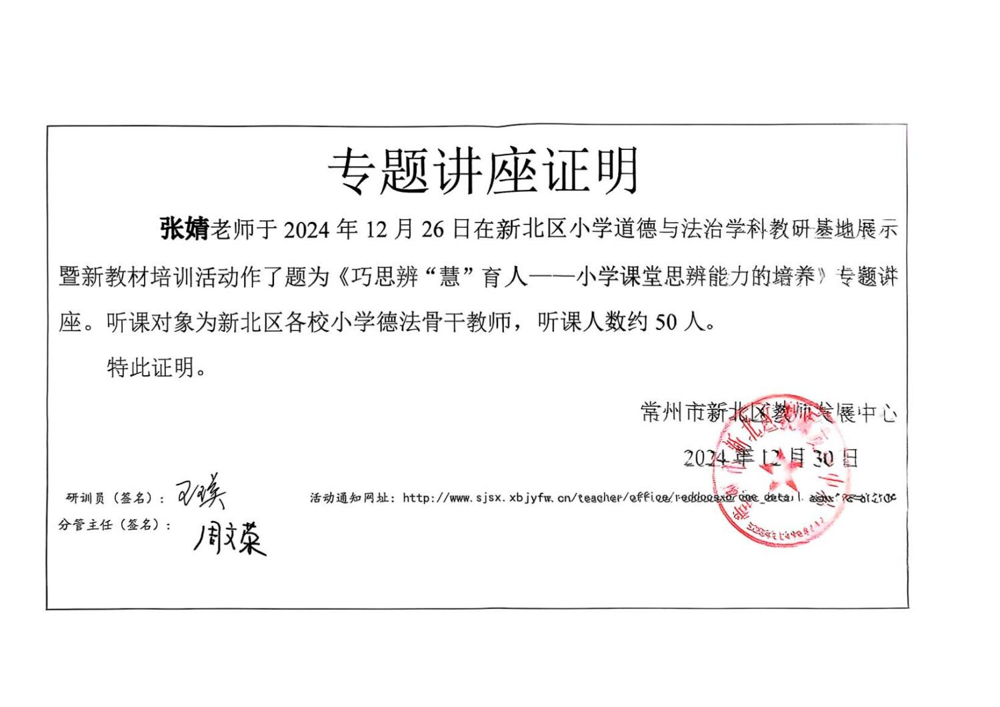 专题讲座证明
张婧老师于 2024 年 12 月 26 日在新北区小学道德与法治学科教研基地展示
暨新教材培训活动作了题为《巧思辨“慧”育人——小学课堂思辨能力的培养》专题讲
座。听课对象为新北区各校小学德法骨干教师，听课人数约 50 人。
特此证明。
常州市新北区教师发展中心
2024 年 12 月 30 日
研训员（签名）：王瑛
活动通知网址：http://www.sjsx.xbjyfw.cn/teacher/office/
分管主任（签名）：
周文荣